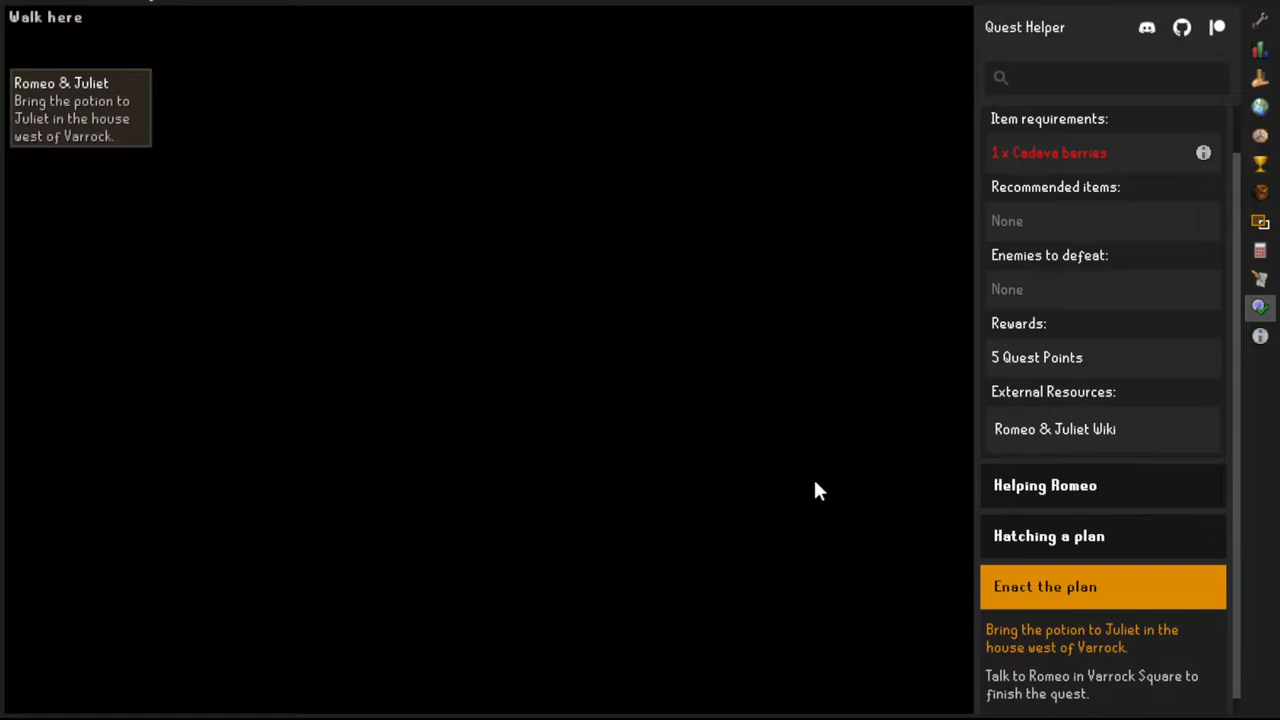 Walk here
Romeo & Juliet
Bring the potion to
Juliet in the house
west of Varrock.
Quest Helper
Item requirements:
1 x Cadava berries
Recommended items:
None
Enemies to defeat:
None
Rewards:
5 Quest Points
External Resources:
Romeo & Juliet Wiki
Helping Romeo
Hatching a plan
Enact the plan
Bring the potion to Juliet in the
house west of Varrock.
Talk to Romeo in Varrock Square to
finish the quest.